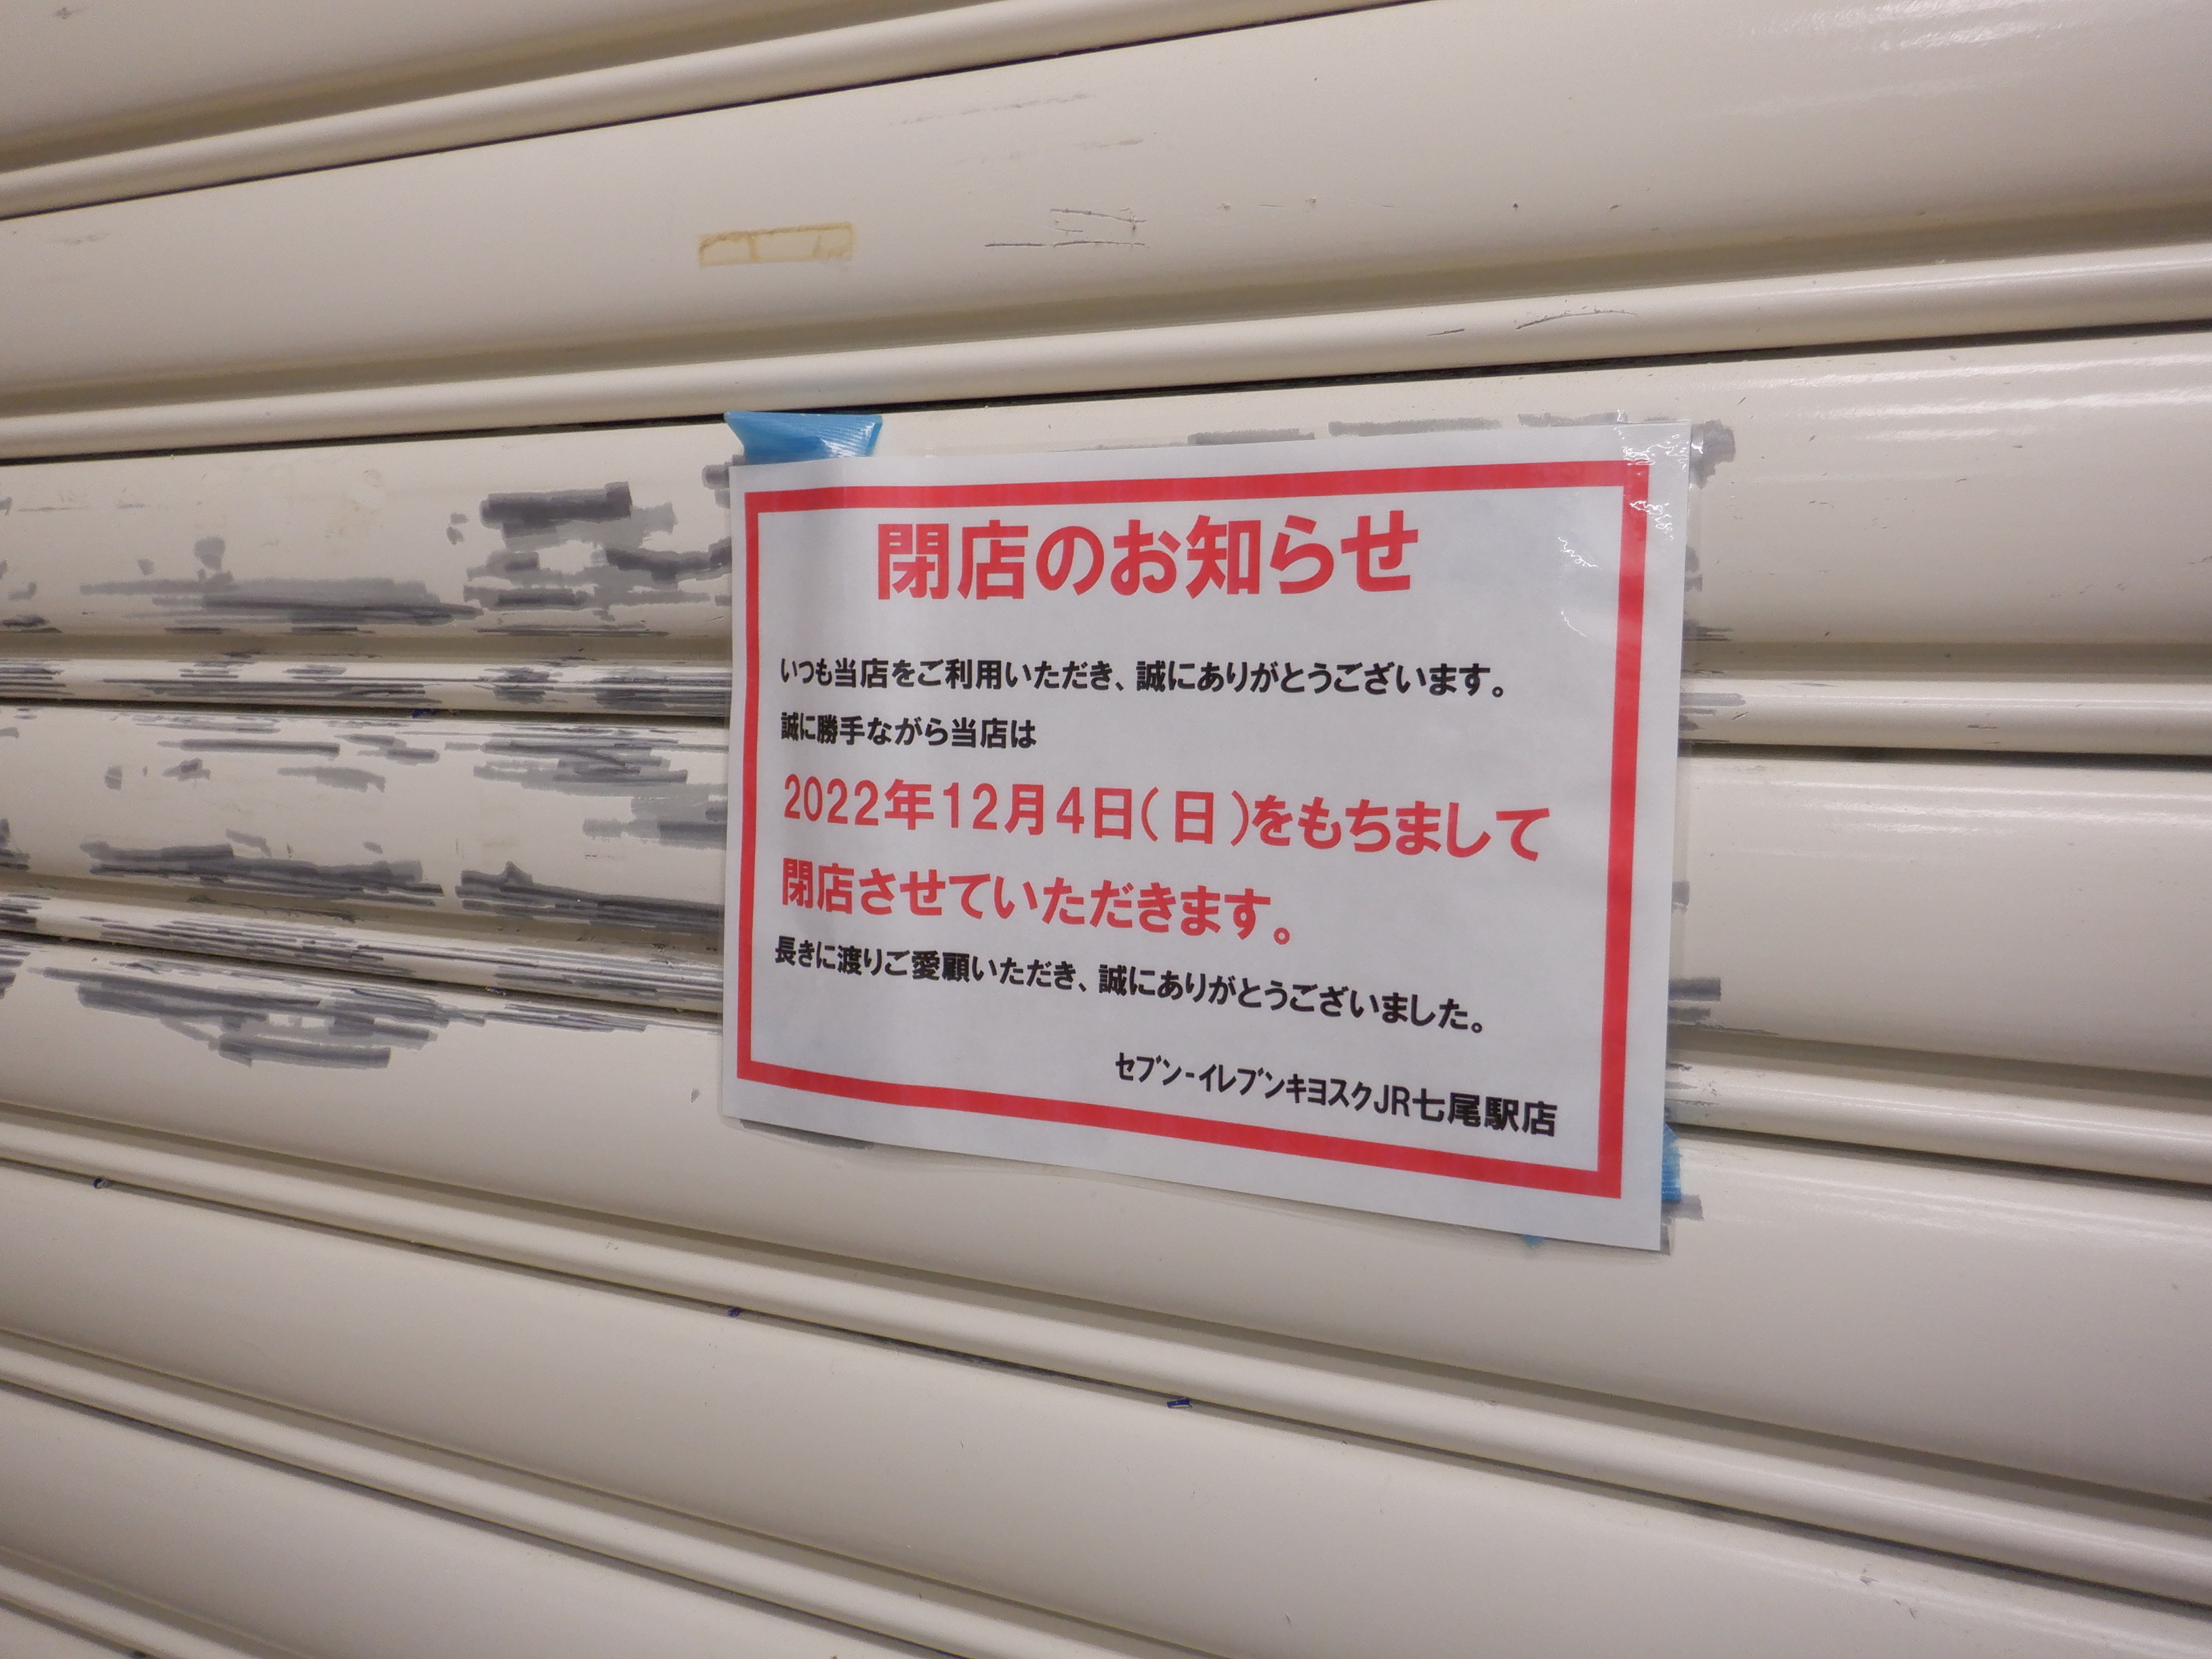 閉店のお知らせ
いつも当店をご利用いただき、誠にありがとうございます。
誠に勝手ながら当店は
2022年12月4日(日)をもちまして
閉店させていただきます。
長きに渡りご愛顧いただき、誠にありがとうございました。
セブン-イレブンキヨスクJR七尾駅店